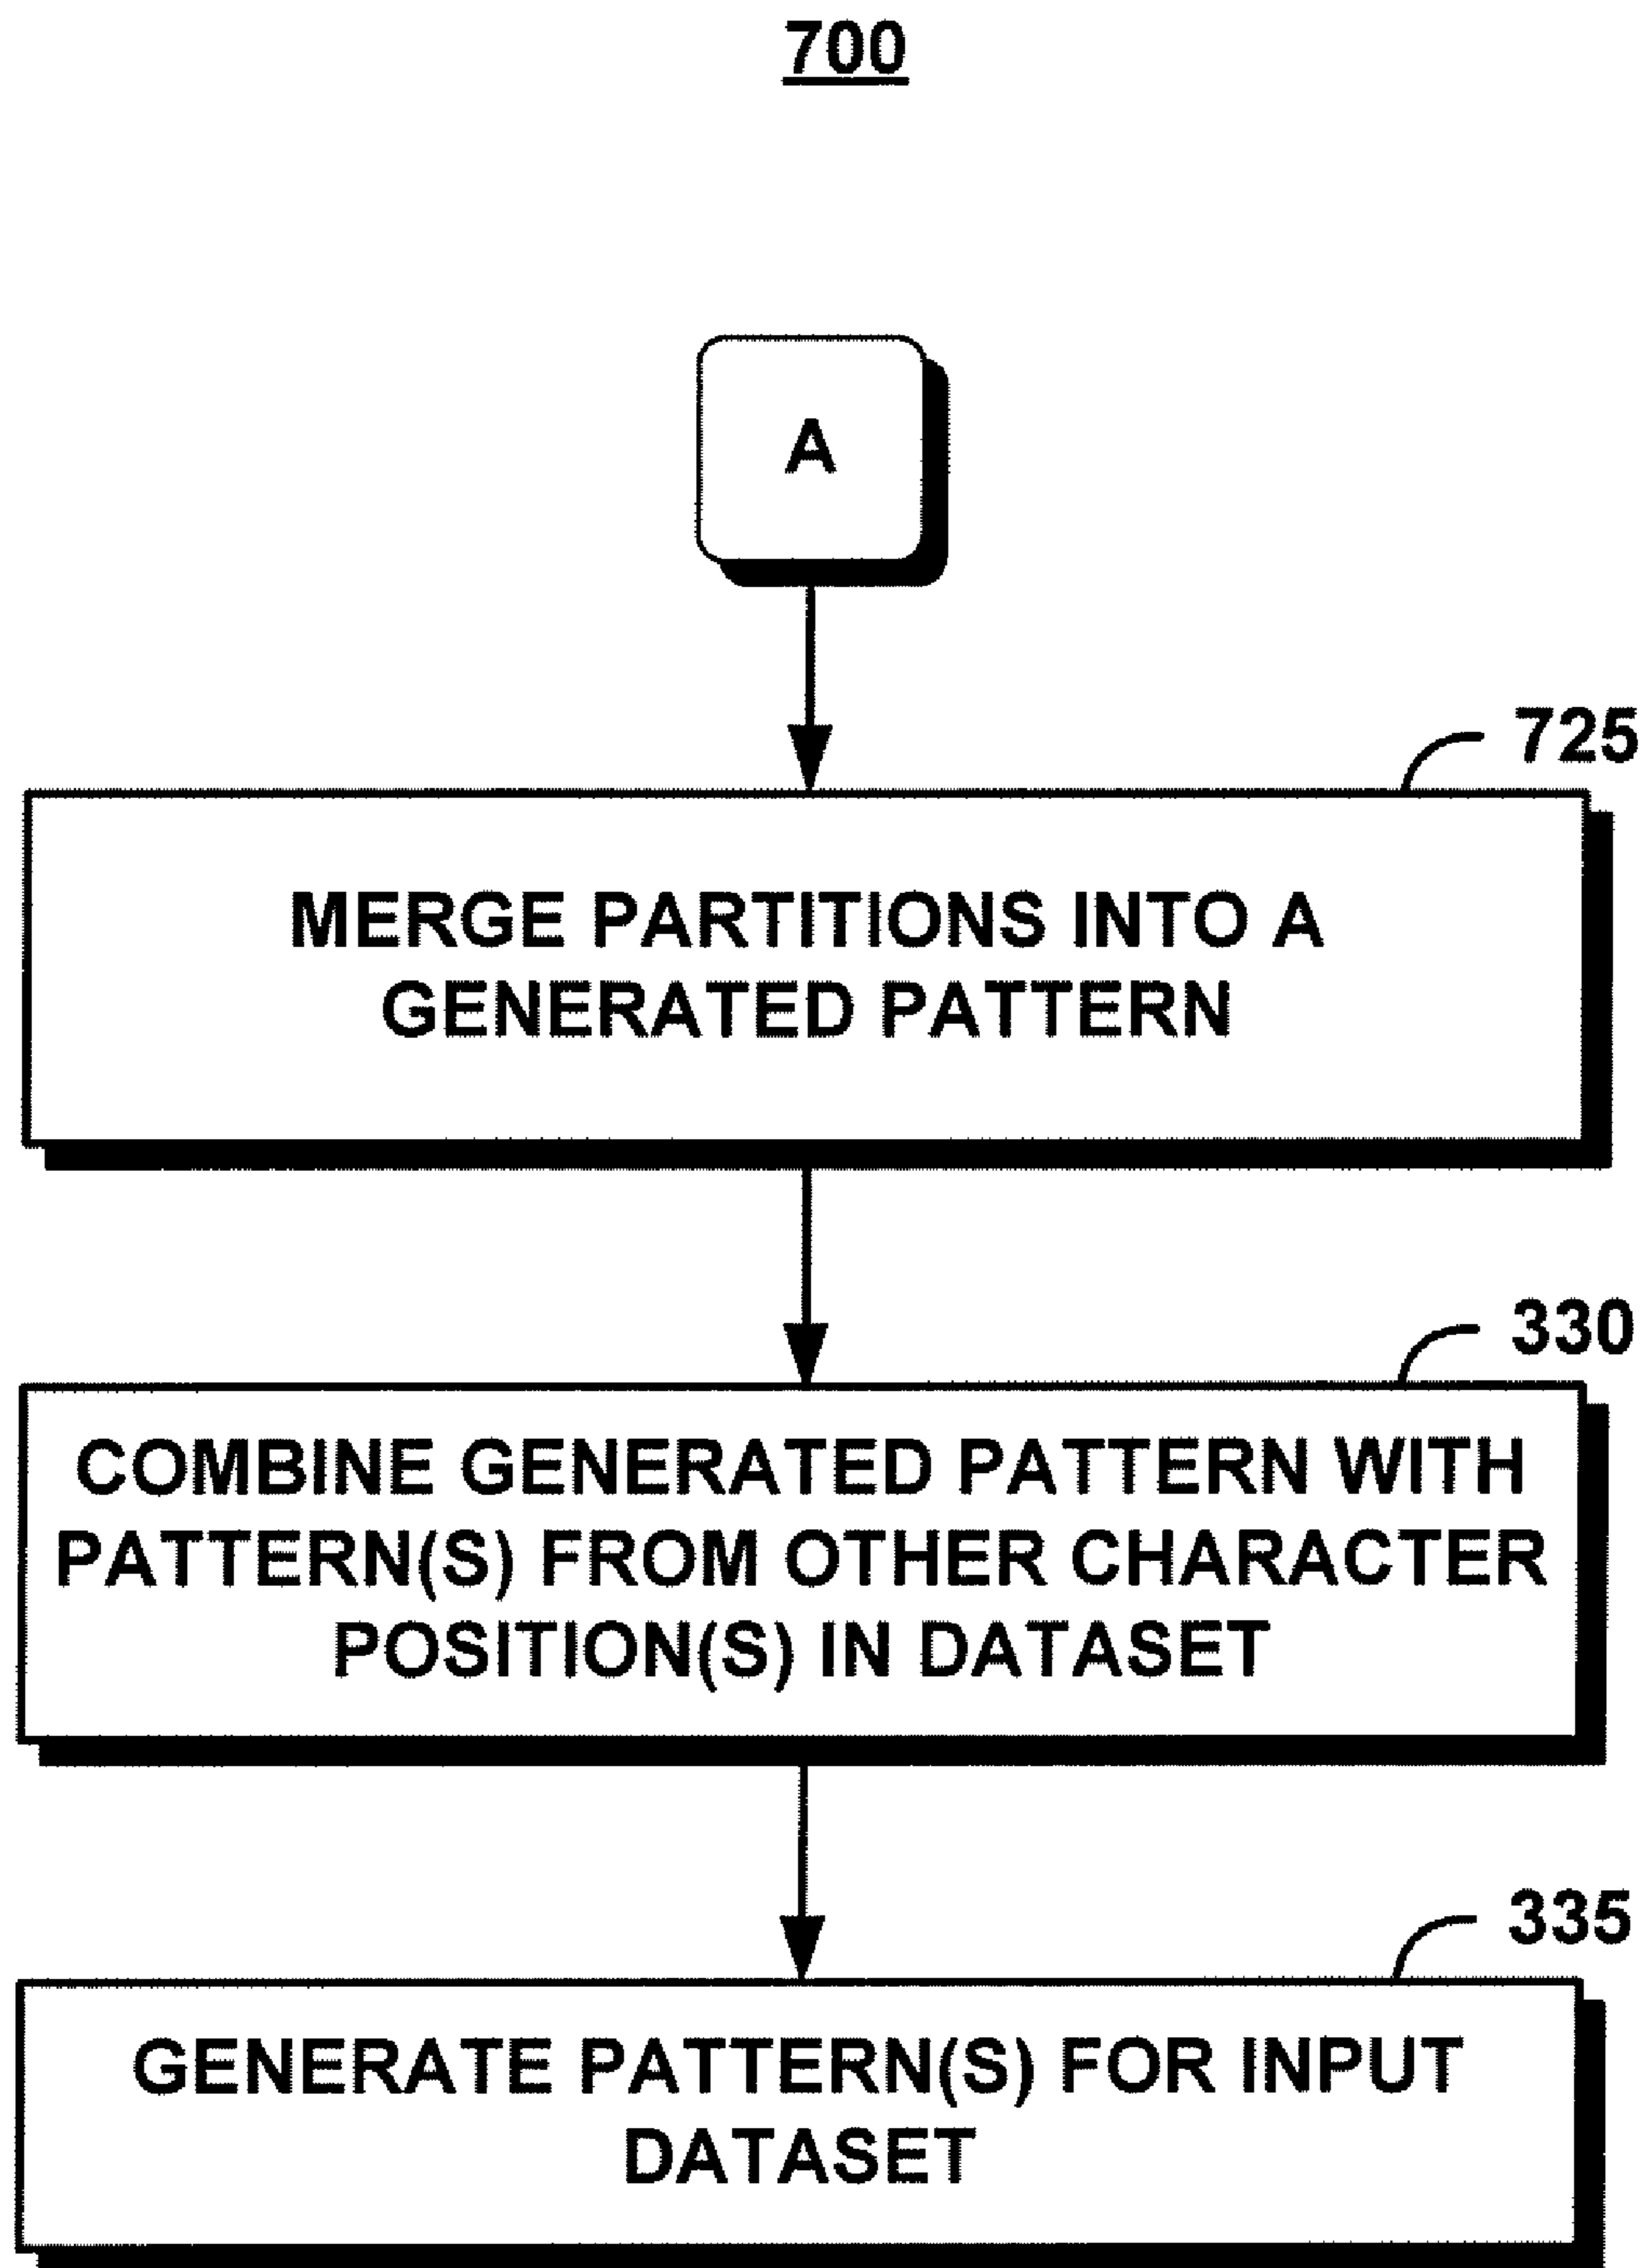 700
A
725
MERGE PARTITIONS INTO A
GENERATED PATTERN
330
COMBINE GENERATED PATTERN WITH
PATTERN(S) FROM OTHER CHARACTER
POSITION(S) IN DATASET
335
GENERATE PATTERN(S) FOR INPUT
DATASET